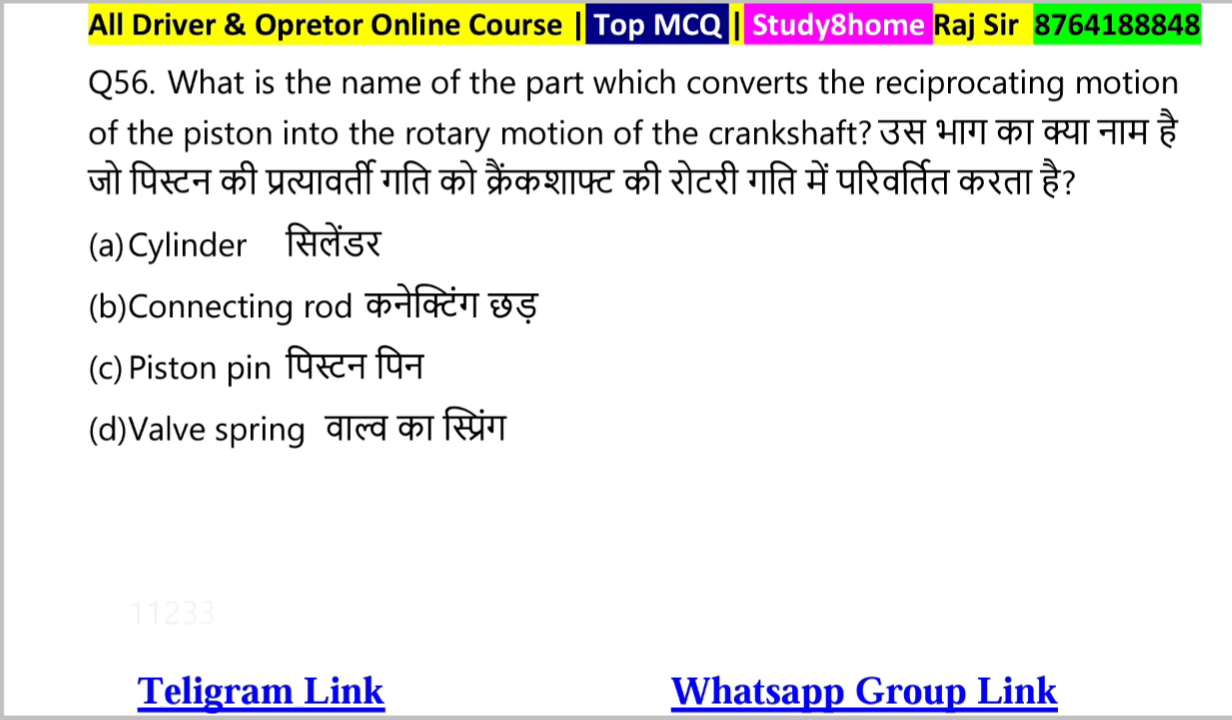 All Driver & Opretor Online Course | Top MCQ | Study8home Raj Sir 8764188848
Q56. What is the name of the part which converts the reciprocating motion
of the piston into the rotary motion of the crankshaft? उस भाग का क्या नाम है
जो पिस्टन की प्रत्यावर्ती गति को क्रैंकशाफ्ट की रोटरी गति में परिवर्तित करता है?
(a) Cylinder सिलेंडर
(b) Connecting rod कनेक्टिंग छड़
(c) Piston pin पिस्टन पिन
(d) Valve spring वाल्व का स्प्रिंग
11233
Teligram Link Whatsapp Group Link